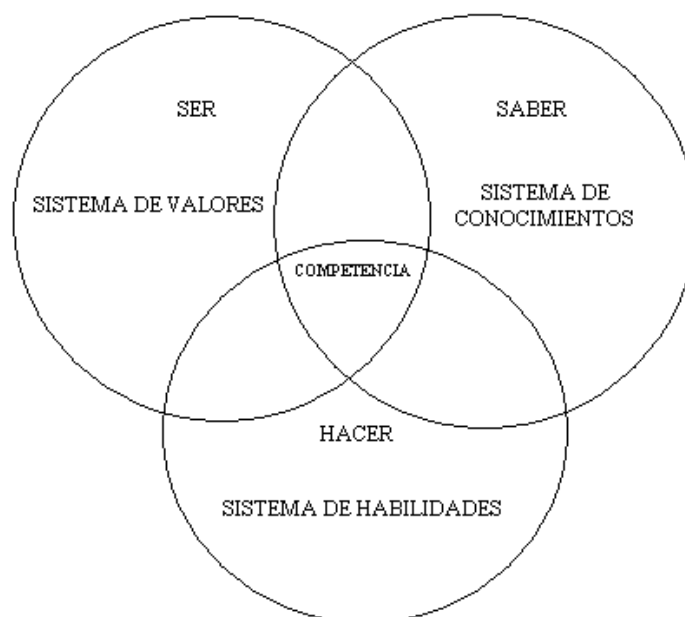 SER
SISTEMA DE VALORES
SABER
SISTEMA DE
CONOCIMIENTOS
COMPETENCIA
HACER
SISTEMA DE HABILIDADES